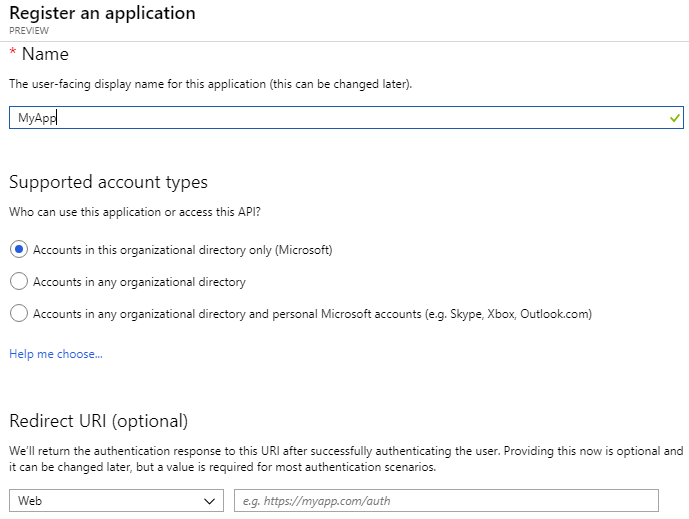 Register an application
PREVIEW
* Name
The user-facing display name for this application (this can be changed later).
MyApp
Supported account types
Who can use this application or access this API?
Accounts in this organizational directory only (Microsoft)
Accounts in any organizational directory
Accounts in any organizational directory and personal Microsoft accounts (e.g. Skype, Xbox, Outlook.com)
Help me choose...
Redirect URI (optional)
We'll return the authentication response to this URI after successfully authenticating the user. Providing this now is optional and
it can be changed later, but a value is required for most authentication scenarios.
Web
e.g. https://myapp.com/auth